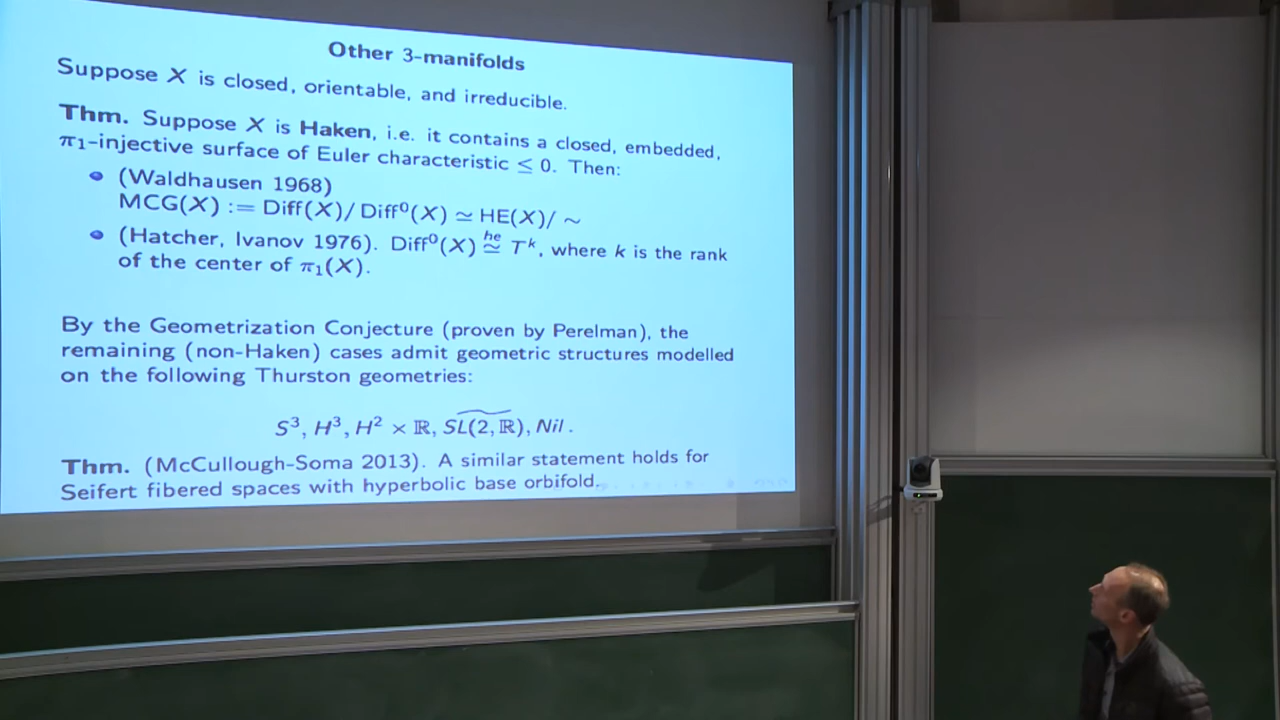 Other 3-manifolds
Suppose X is closed, orientable, and irreducible.
Thm. Suppose X is Haken, i.e. it contains a closed, embedded,
π₁-injective surface of Euler characteristic ≤ 0. Then:
• (Waldhausen 1968)
MCG(X) := Diff(X)/ Diff⁰(X) ≃ HE(X)/ ∼
• (Hatcher, Ivanov 1976). Diff⁰(X) ≃^{he} Tᵏ, where k is the rank
of the center of π₁(X).
By the Geometrization Conjecture (proven by Perelman), the
remaining (non-Haken) cases admit geometric structures modelled
on the following Thurston geometries:
S³, H³, H² × ℝ, \widetilde{SL(2, ℝ)}, Nil .
Thm. (McCullough-Soma 2013). A similar statement holds for
Seifert fibered spaces with hyperbolic base orbifold.